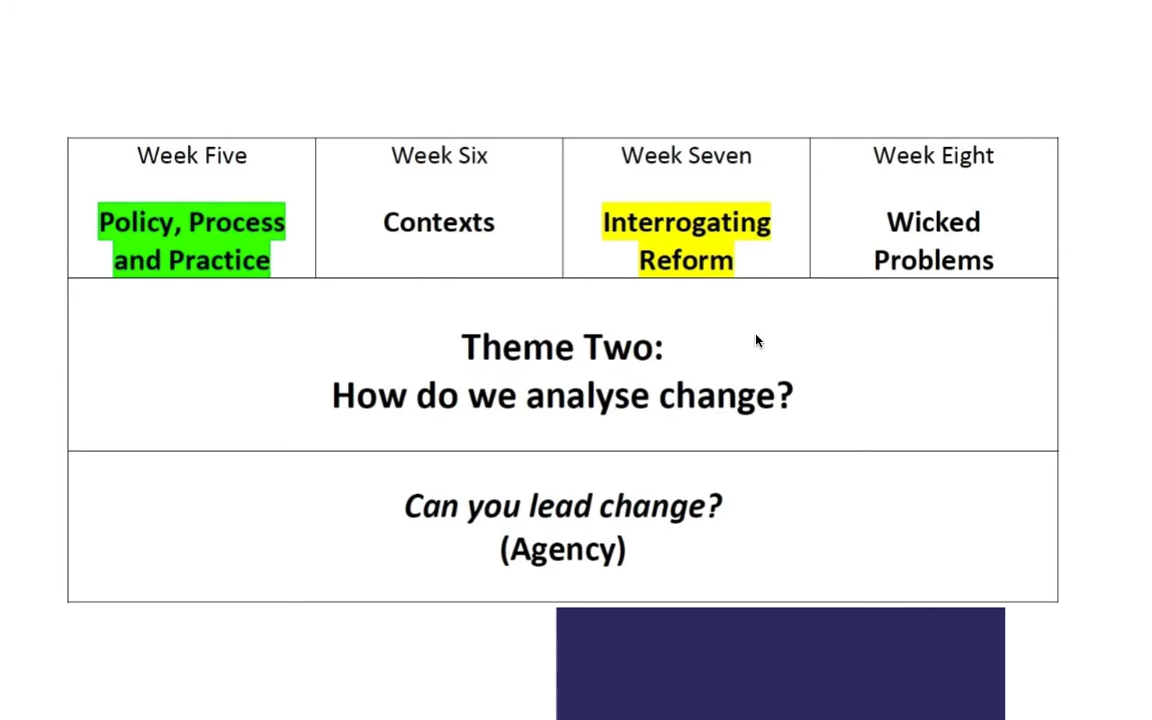 Week Five
Policy, Process
and Practice
Week Six
Contexts
Week Seven
Interrogating
Reform
Week Eight
Wicked
Problems
Theme Two:
How do we analyse change?
Can you lead change?
(Agency)